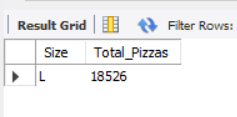 Result Grid Filter Rows:
Size Total_Pizzas
L 18526